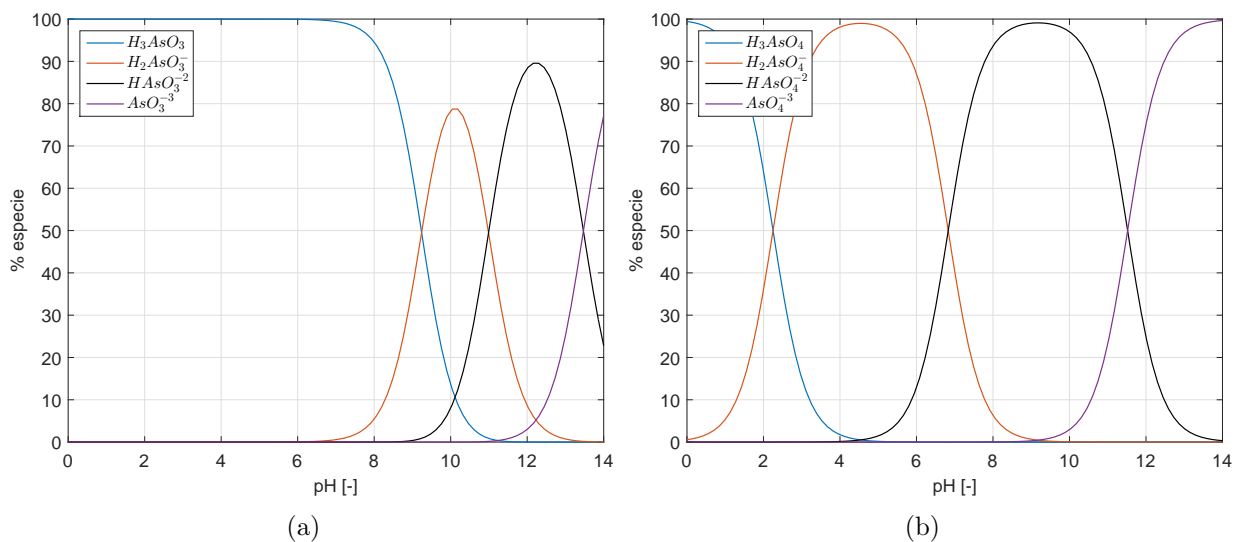 100
90
80
70
60
50
40
30
20
10
0
% especie
H₃AsO₃
H₂AsO₃⁻
HAsO₃⁻²
AsO₃⁻³
0 2 4 6 8 10 12 14
pH [-]
(a)
100
90
80
70
60
50
40
30
20
10
0
% especie
H₃AsO₄
H₂AsO₄⁻
HAsO₄⁻²
AsO₄⁻³
0 2 4 6 8 10 12 14
pH [-]
(b)